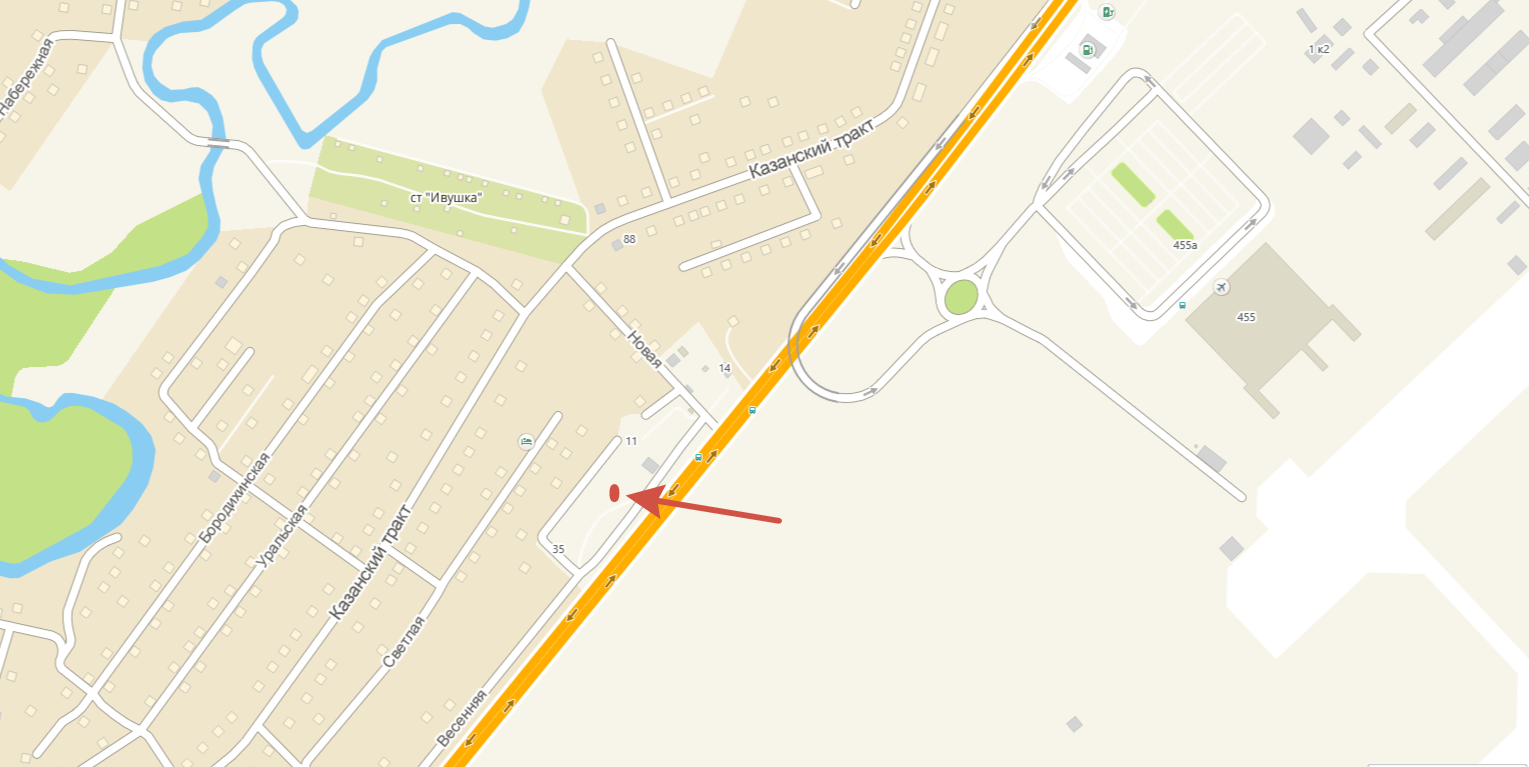 Набережная
1 к2
Казанский тракт
ст "Ивушка"
88
455а
455
Новая
14
11
Бородихинская
Уральская
Казанский тракт
35
Светлая
Весенняя